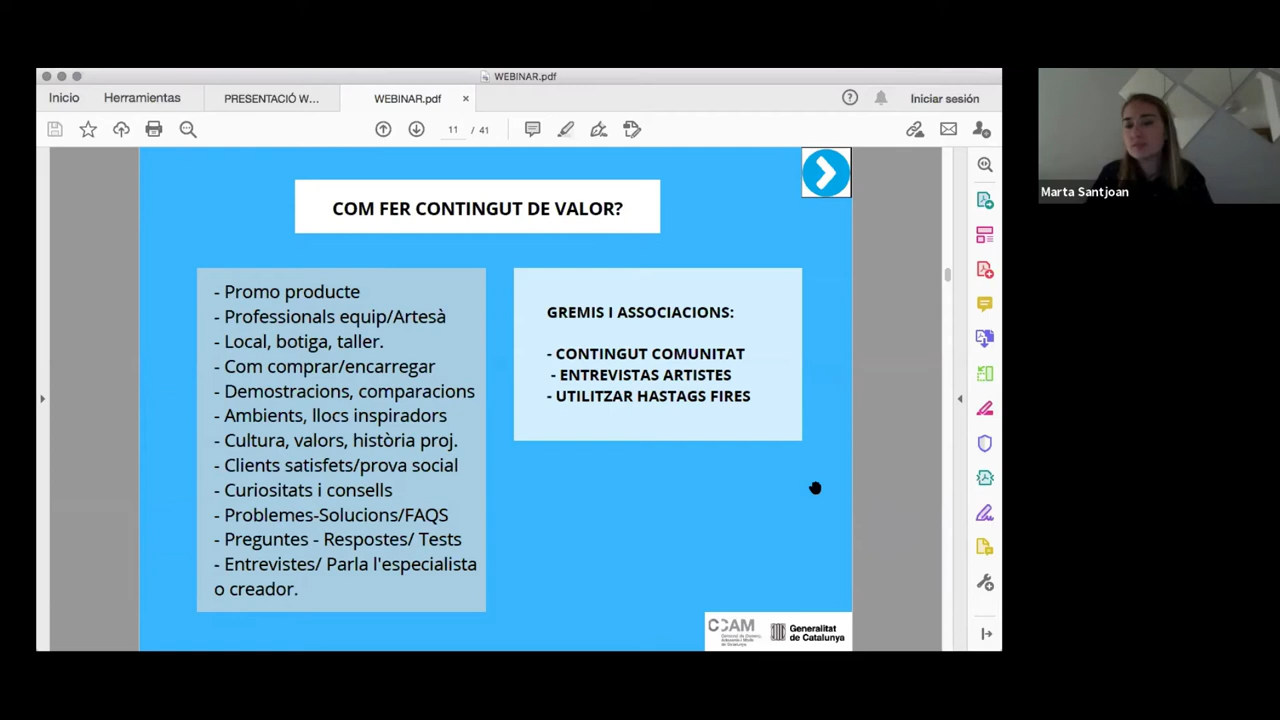 WEBINAR.pdf
Inicio
Herramientas
PRESENTACIÓ W...
WEBINAR.pdf
×
Iniciar sesión
11 / 41
COM FER CONTINGUT DE VALOR?
- Promo producte
- Professionals equip/Artesà
- Local, botiga, taller.
- Com comprar/encarregar
- Demostracions, comparacions
- Ambients, llocs inspiradors
- Cultura, valors, història proj.
- Clients satisfets/prova social
- Curiositats i consells
- Problemes-Solucions/FAQS
- Preguntes - Respostes/ Tests
- Entrevistes/ Parla l'especialista
o creador.
GREMIS I ASSOCIACIONS:
- CONTINGUT COMUNITAT
- ENTREVISTAS ARTISTES
- UTILITZAR HASTAGS FIRES
CCAM
Generalitat
de Catalunya
Marta Santjoan